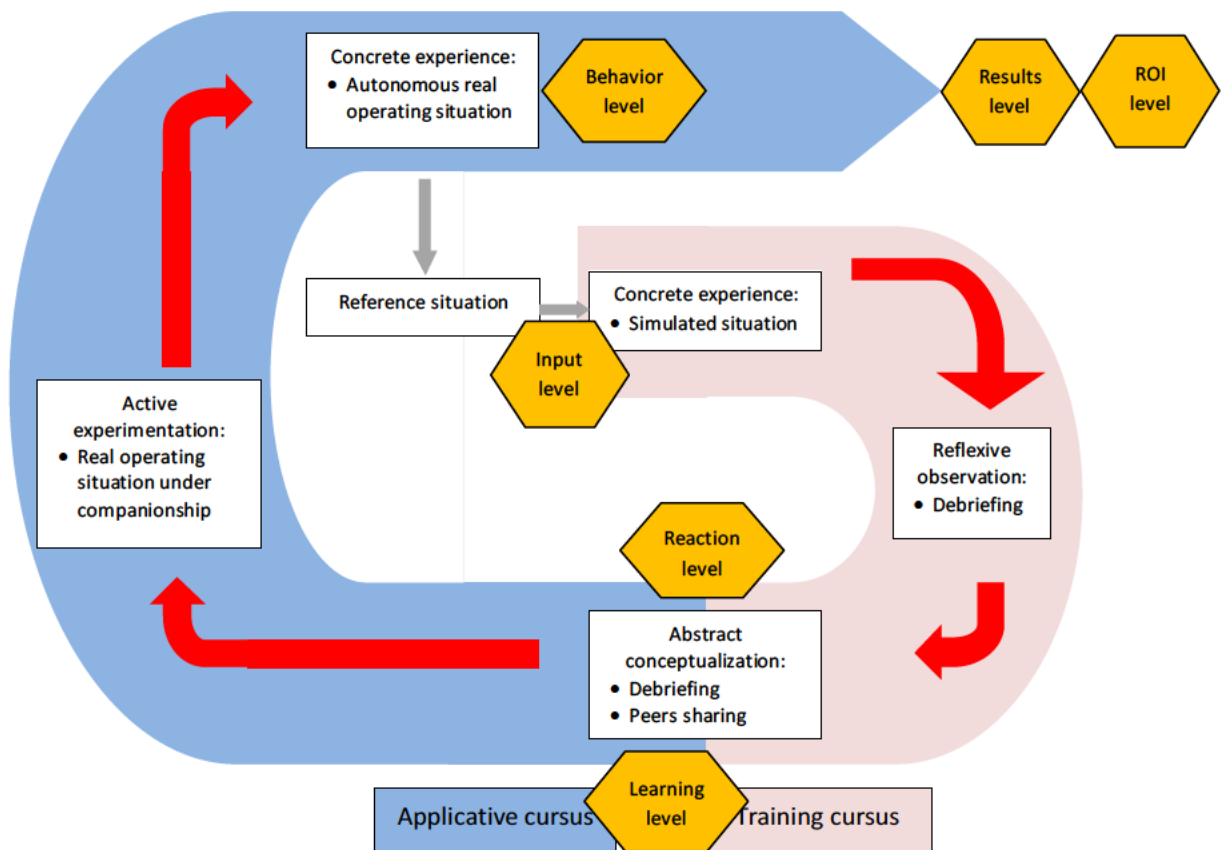 Concrete experience:
• Autonomous real
operating situation
Behavior
level
Results
level
ROI
level
Reference situation
Concrete experience:
• Simulated situation
Input
level
Active
experimentation:
• Real operating
situation under
companionship
Reflexive
observation:
• Debriefing
Reaction
level
Abstract
conceptualization:
• Debriefing
• Peers sharing
Learning
level
Applicative cursus
Training cursus